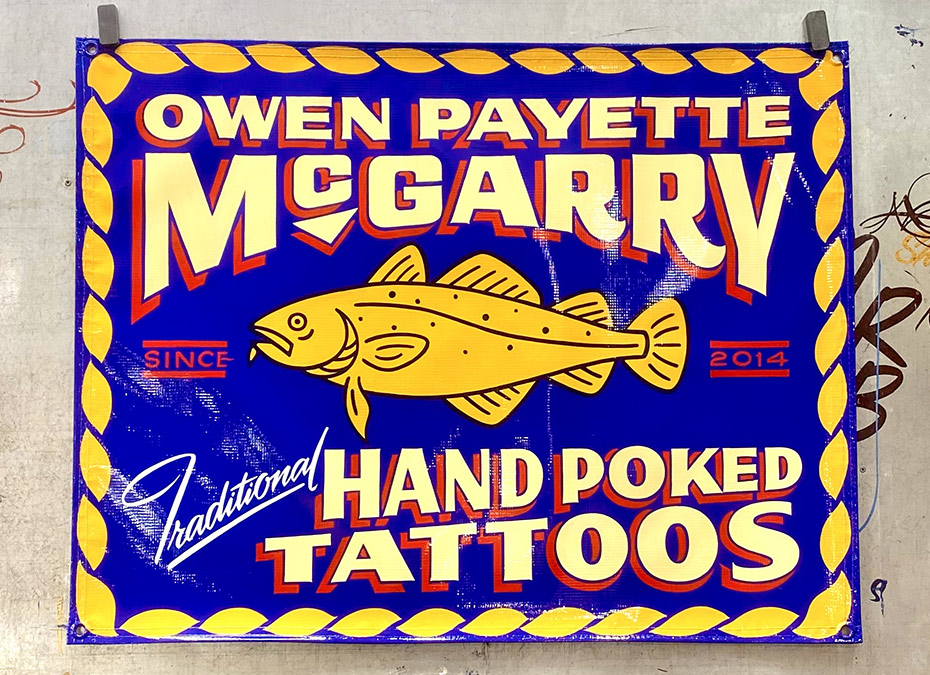 OWEN PAYETTE
McGARRY
SINCE 2014
Traditional HAND POKED
TATTOOS